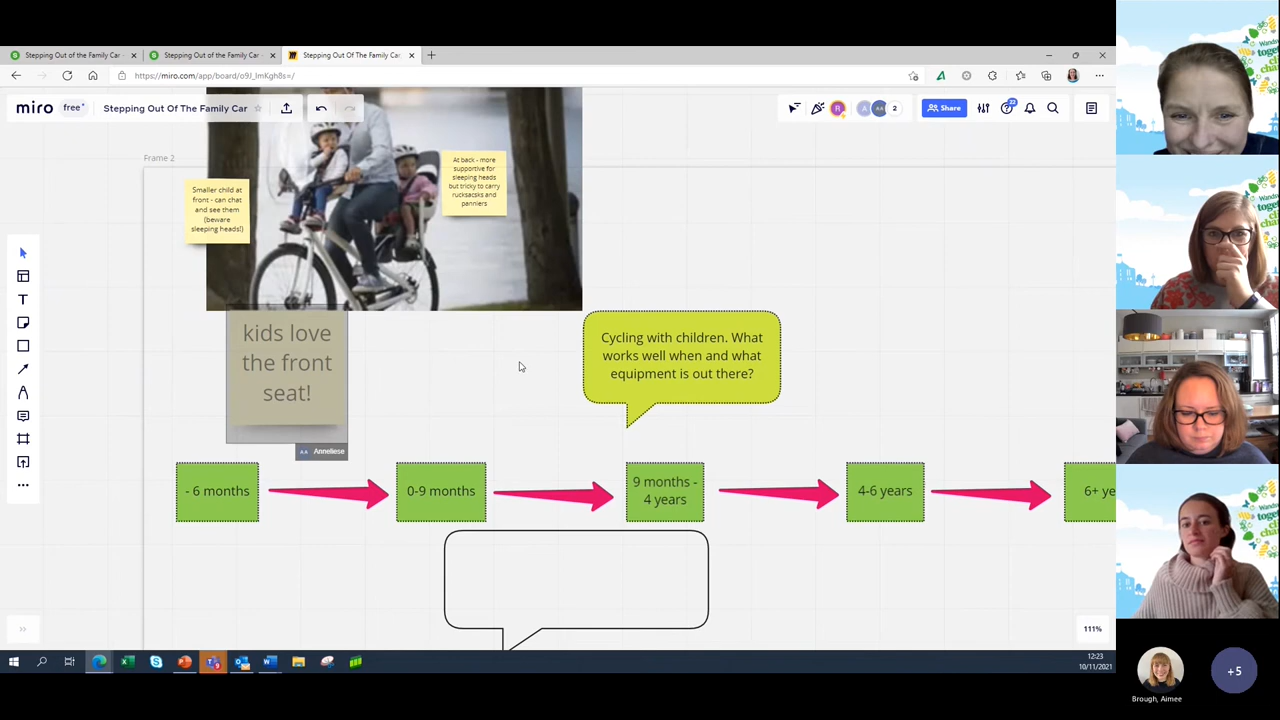 Stepping Out of the Family Car -
Stepping Out of the Family Car -
Stepping Out Of The Family Car,
https://miro.com/app/board/o9J_lmKgh8s=/
miro
free
Stepping Out Of The Family Car
R
A
AA
2
Share
22
Frame 2
Smaller child at
front - can chat
and see them
(beware
sleeping heads!)
At back - more
supportive for
sleeping heads
but tricky to carry
rucksacsks and
panniers
kids love
the front
seat!
AA Anneliese
Cycling with children. What
works well when and what
equipment is out there?
- 6 months
0-9 months
9 months -
4 years
4-6 years
6+ ye
111%
12:23
10/11/2021
Brough, Aimee
+5